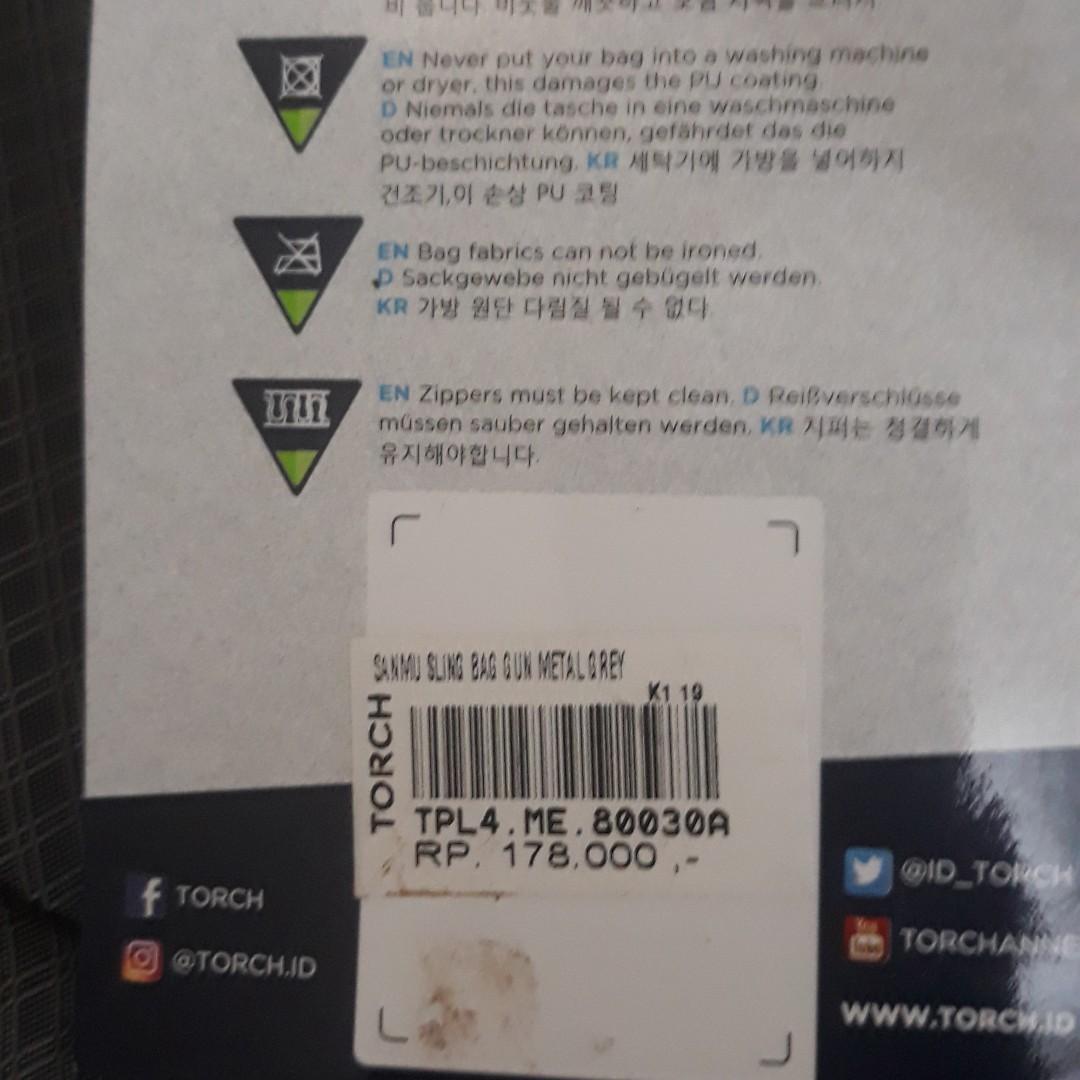 EN Never put your bag into a washing machine
or dryer, this damages the PU coating.
D Niemals die tasche in eine waschmaschine
oder trockner können, gefährdet das die
PU-beschichtung. KR 세탁기에 가방을 넣어하지
건조기,이 손상 PU 코팅
EN Bag fabrics can not be ironed.
D Sackgewebe nicht gebügelt werden.
KR 가방 원단 다림질 될 수 없다
EN Zippers must be kept clean. D Reißverschlüsse
müssen sauber gehalten werden. KR 지퍼는 청결하게
유지해야합니다.
SANMU SLING BAG GUN METAL GREY
K1 19
TORCH
TPL4.ME.80030A
RP. 178.000 ,-
f TORCH
@TORCH.ID
@ID_TORCH
You Tube TORCHANNE
WWW.TORCH.ID